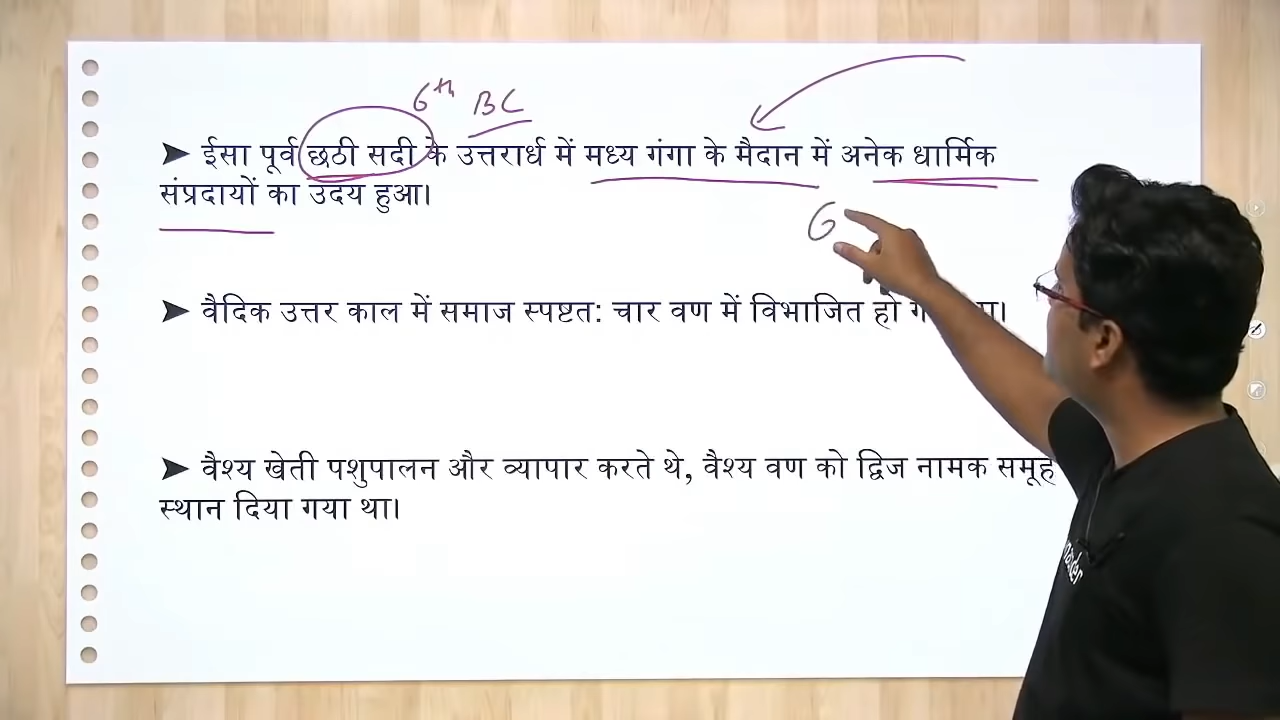 6th BC
➤ ईसा पूर्व छठी सदी के उत्तरार्ध में मध्य गंगा के मैदान में अनेक धार्मिक
संप्रदायों का उदय हुआ।
6
➤ वैदिक उत्तर काल में समाज स्पष्टत: चार वण में विभाजित हो
➤ वैश्य खेती पशुपालन और व्यापार करते थे, वैश्य वण को द्विज नामक समूह
स्थान दिया गया था।